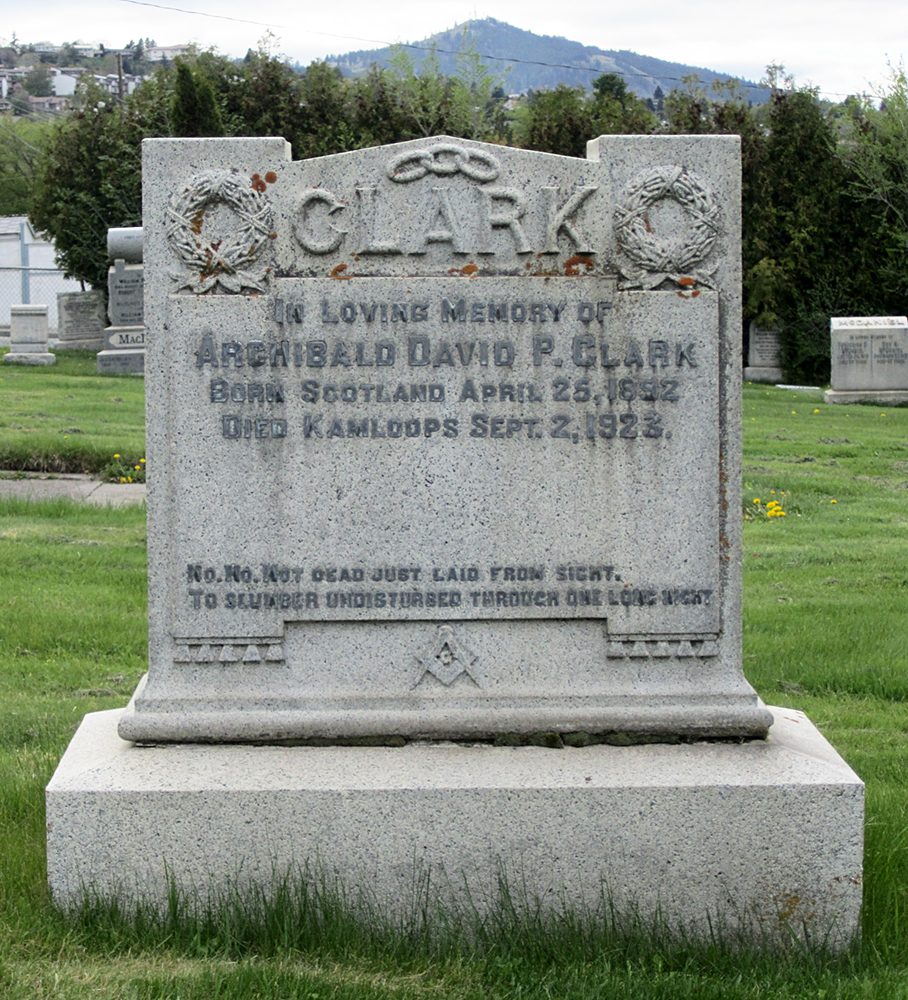 CLARK
IN LOVING MEMORY OF
ARCHIBALD DAVID P. CLARK
BORN SCOTLAND APRIL 25, 1892
DIED KAMLOOPS SEPT. 2, 1923.
NO, NO, NOT DEAD JUST LAID FROM SIGHT,
TO SLUMBER UNDISTURBED THROUGH ONE LONG NIGHT
G